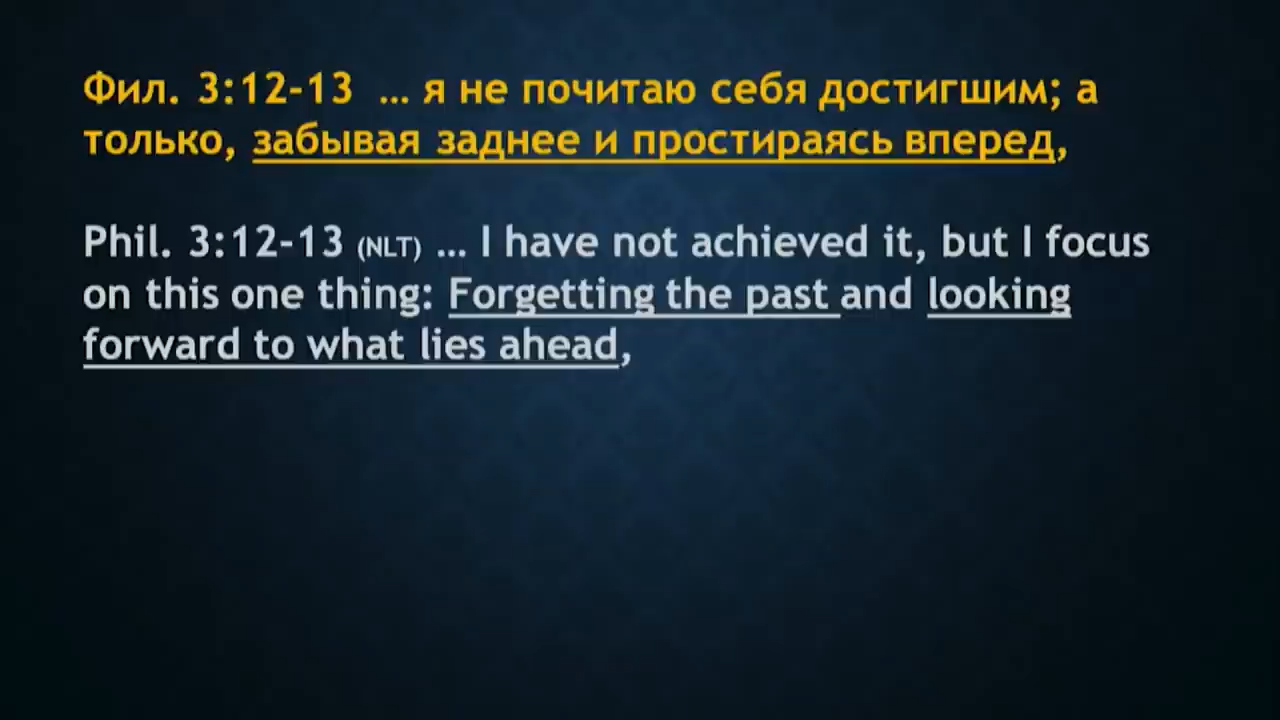 Фил. 3:12-13 … я не почитаю себя достигшим; а
только, забывая заднее и простираясь вперед,
Phil. 3:12-13 (NLT) … I have not achieved it, but I focus
on this one thing: Forgetting the past and looking
forward to what lies ahead,